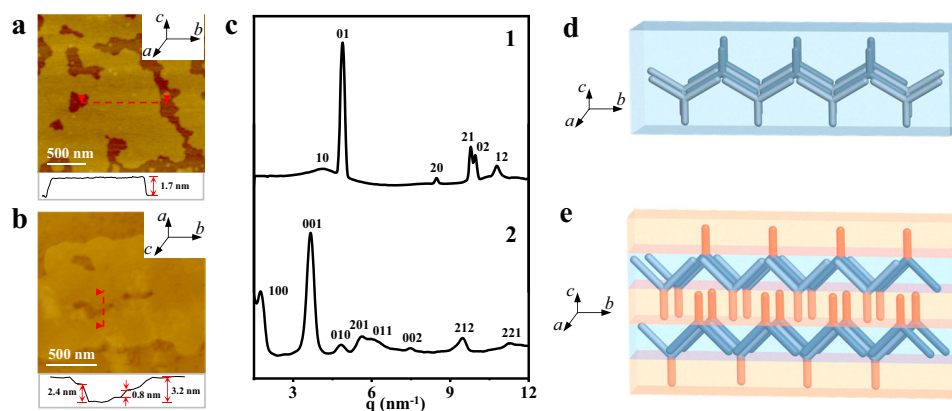 a
c
b
a
500 nm
1.7 nm
b
a
b
c
500 nm
2.4 nm
0.8 nm
3.2 nm
c
1
01
10
20
21
02
12
2
001
100
010
201
011
002
212
221
3
6
9
12
q (nm⁻¹)
d
c
b
a
e
c
b
a